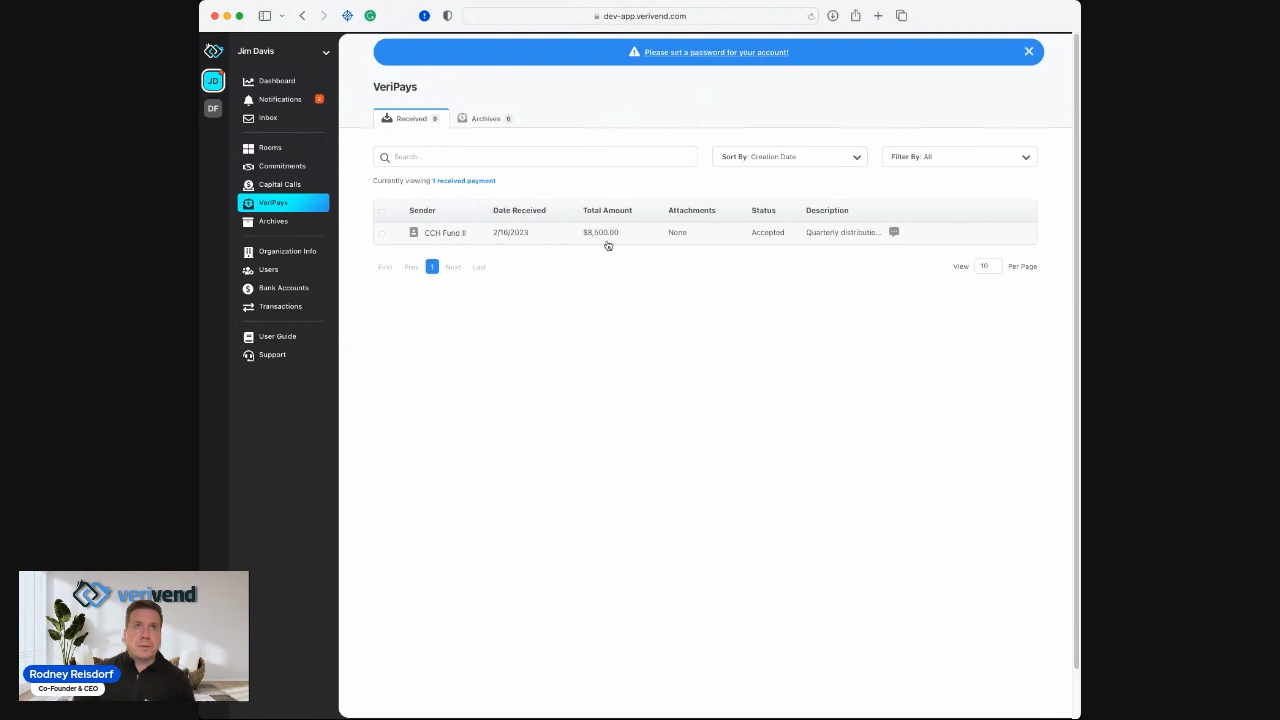 dev-app.verivend.com
Jim Davis
JD
DF
Dashboard
Notifications 3
Inbox
Rooms
Commitments
Capital Calls
VeriPays
Archives
Organization Info
Users
Bank Accounts
Transactions
User Guide
Support
Please set a password for your account!
VeriPays
Received 0 Archives 0
Search... Sort By: Creation Date Filter By: All
Currently viewing 1 received payment
Sender Date Received Total Amount Attachments Status Description
CCH Fund II 2/16/2023 $8,500.00 None Accepted Quarterly distributio...
First Prev 1 Next Last View 10 Per Page
verivend
Rodney Reisdorf
Co-Founder & CEO